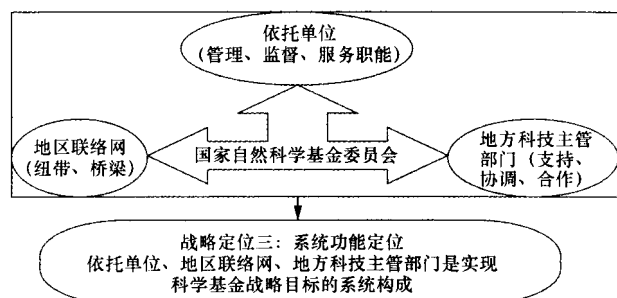 依托单位
(管理、监督、服务职能)
地区联络网
(纽带、桥梁)
国家自然科学基金委员会
地方科技主管
部门（支持、
协调、合作）
战略定位三：系统功能定位
依托单位、地区联络网、地方科技主管部门是实现
科学基金战略目标的系统构成